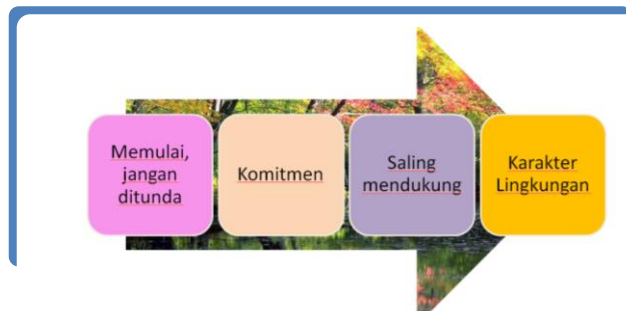 Memulai,
jangan
ditunda
Komitmen
Saling
mendukung
Karakter
Lingkungan